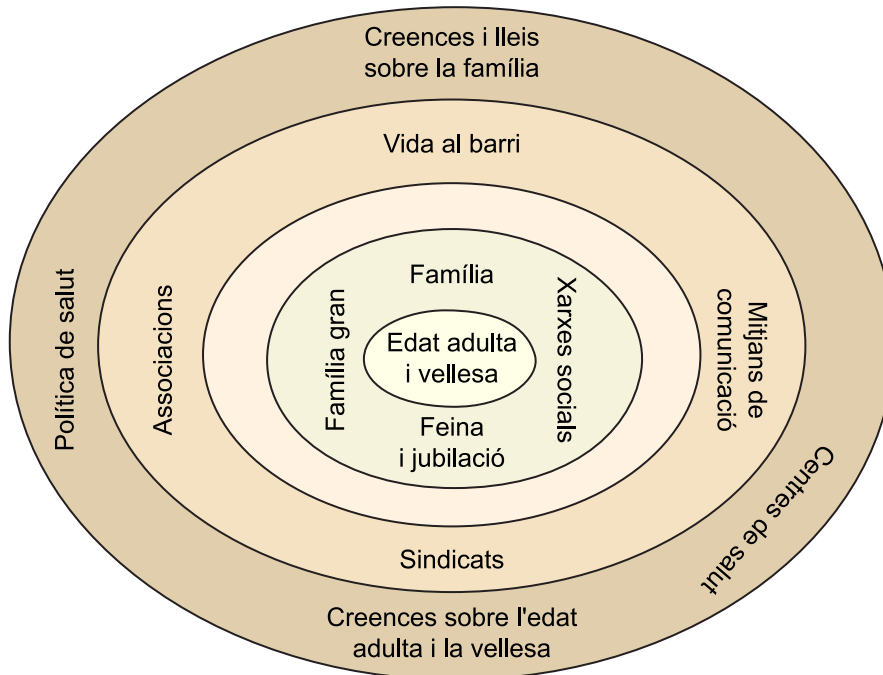 Creences i lleis
sobre la família
Vida al barri
Política de salut
Associacions
Família gran
Família
Edat adulta
i vellesa
Feina
i jubilació
Xarxes socials
Mitjans de
comunicació
Centres de salut
Sindicats
Creences sobre l'edat
adulta i la vellesa